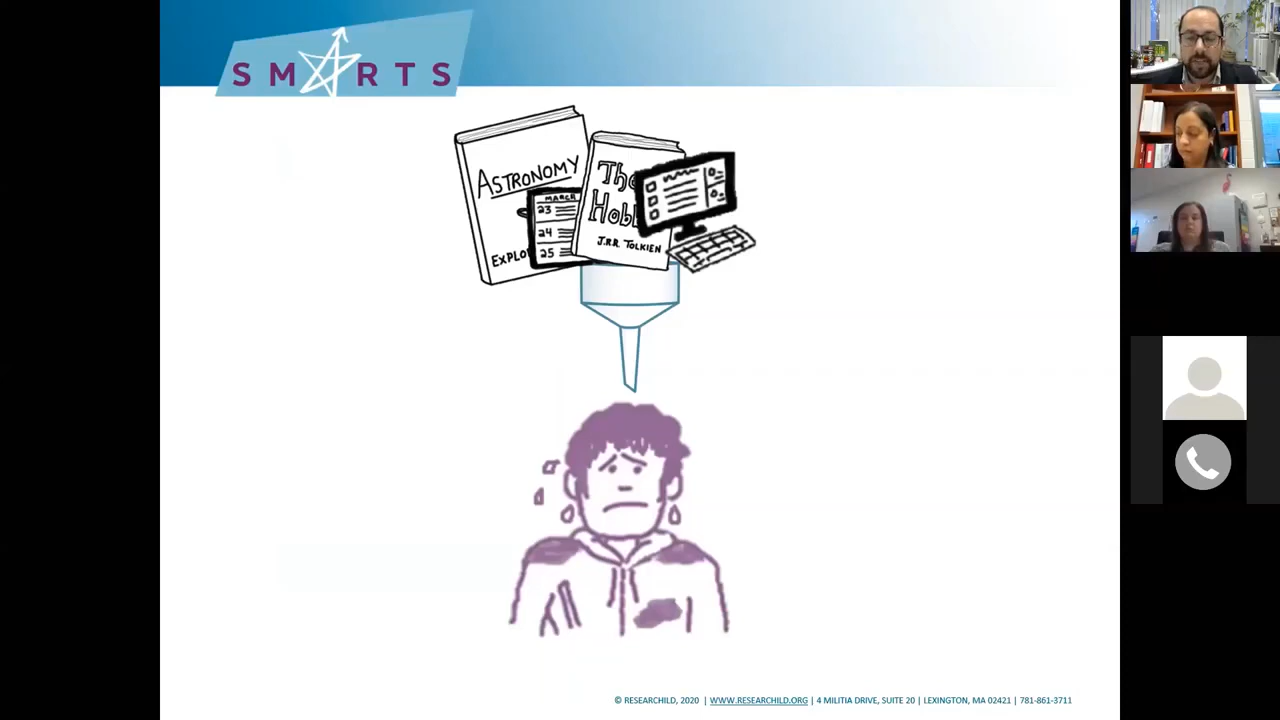 SMARTS
ASTRONOMY
EXPLO
MARCH
23
24
25
The
Hobb
J.R.R. TOLKIEN
© RESEARCHILD, 2020 | WWW.RESEARCHILD.ORG | 4 MILITIA DRIVE, SUITE 20 | LEXINGTON, MA 02421 | 781-861-3711